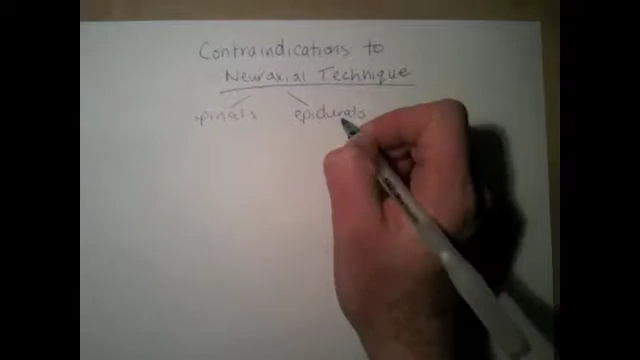 Contraindications to
Neuraxial Technique
spinals epidurals